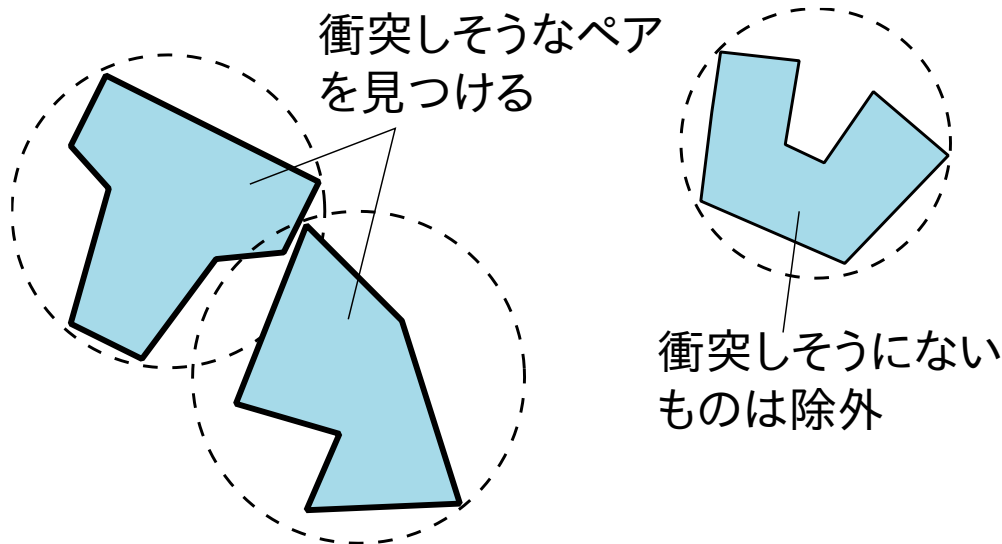 衝突しそうなペア
を見つける
衝突しそうにない
ものは除外